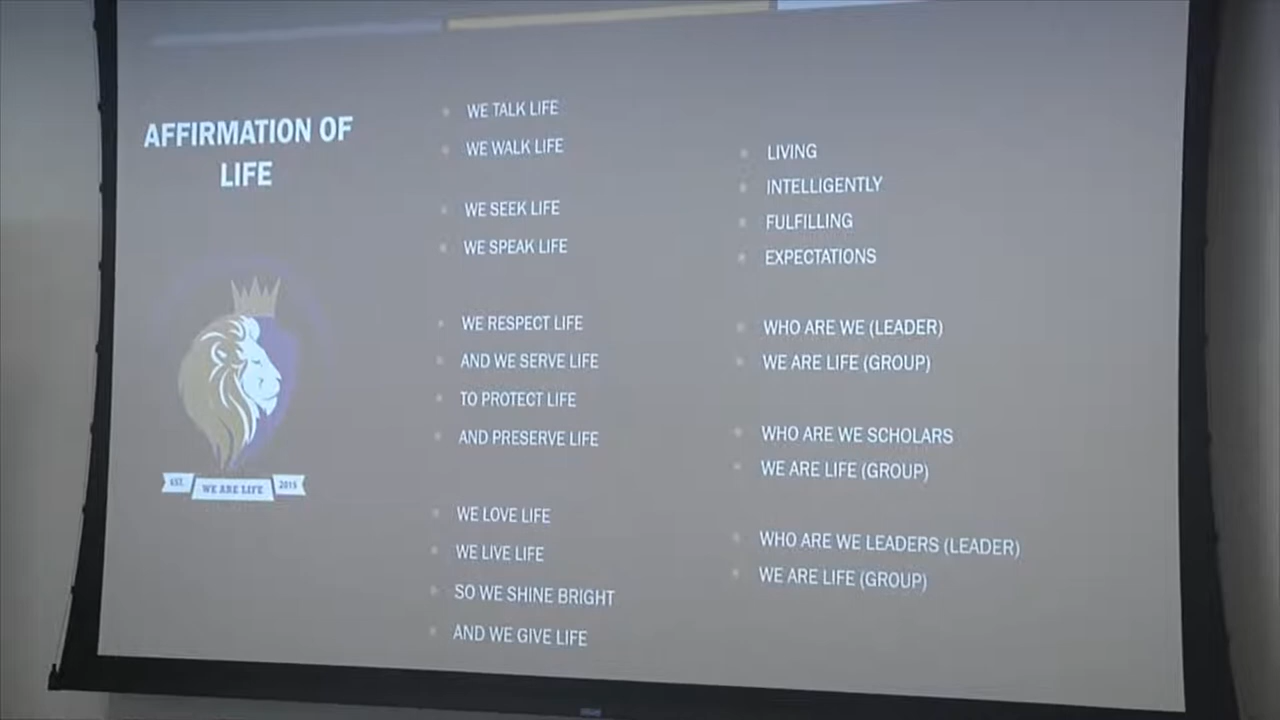 AFFIRMATION OF
LIFE
EST.
WE ARE LIFE
2019
WE TALK LIFE
WE WALK LIFE
WE SEEK LIFE
WE SPEAK LIFE
WE RESPECT LIFE
AND WE SERVE LIFE
TO PROTECT LIFE
AND PRESERVE LIFE
WE LOVE LIFE
WE LIVE LIFE
SO WE SHINE BRIGHT
AND WE GIVE LIFE
LIVING
INTELLIGENTLY
FULFILLING
EXPECTATIONS
WHO ARE WE (LEADER)
WE ARE LIFE (GROUP)
WHO ARE WE SCHOLARS
WE ARE LIFE (GROUP)
WHO ARE WE LEADERS (LEADER)
WE ARE LIFE (GROUP)